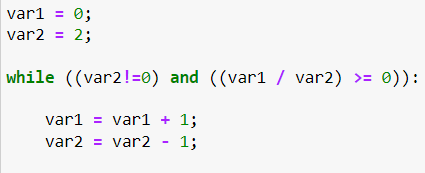 var1 = 0;
var2 = 2;
while ((var2!=0) and ((var1 / var2) >= 0)):
var1 = var1 + 1;
var2 = var2 - 1;